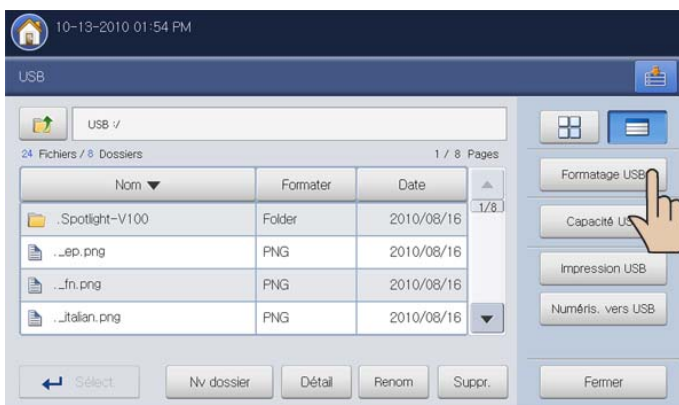 10-13-2010 01:54 PM
USB
USB :/
24 Fichiers / 8 Dossiers
1 / 8 Pages
Nom ▼
Formater
Date
.Spotlight-V100
Folder
2010/08/16
1/8
._ep.png
PNG
2010/08/16
._fn.png
PNG
2010/08/16
._italian.png
PNG
2010/08/16
Formatage USB
Capacité
Impression USB
Numéris. vers USB
Sélect.
Nv dossier
Détail
Renom
Suppr.
Fermer